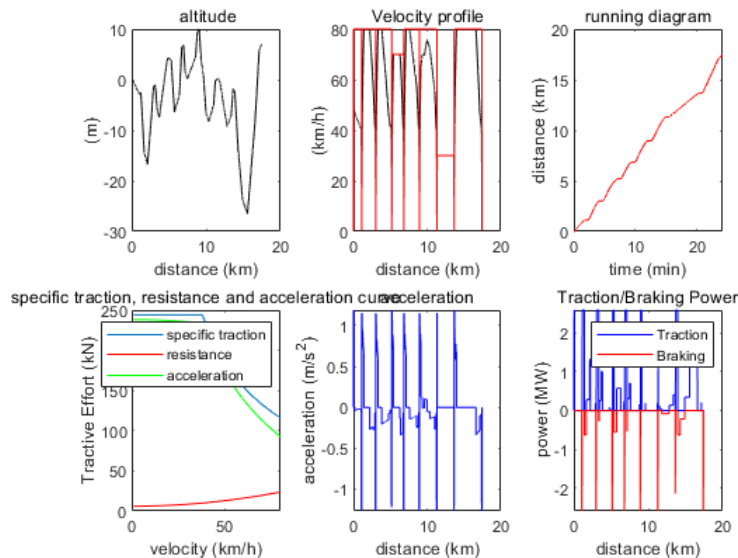 altitude
10
0
-10
-20
-30
(m)
0
10
20
distance (km)
Velocity profile
80
60
40
20
0
(km/h)
0
10
20
distance (km)
running diagram
20
15
10
5
0
distance (km)
0
10
20
time (min)
specific traction, resistance and acceleration curve
250
200
150
100
50
0
Tractive Effort (kN)
specific traction
resistance
acceleration
0
50
velocity (km/h)
acceleration
1
0.5
0
-0.5
-1
acceleration (m/s2)
0
10
20
distance (km)
Traction/Braking Power
2
1
0
-1
-2
power (MW)
Traction
Braking
0
10
20
distance (km)